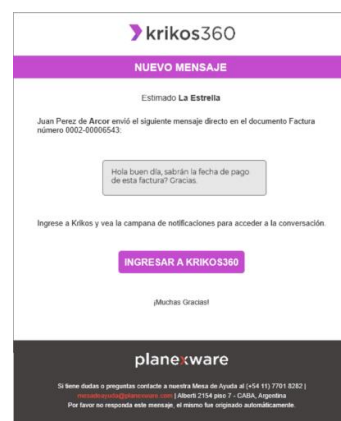 krikos360
NUEVO MENSAJE
Estimado La Estrella
Juan Perez de Arcor envió el siguiente mensaje directo en el documento Factura
número 0002-00006543:
Hola buen día, sabrán la fecha de pago
de esta factura? Gracias.
Ingrese a Krikos y vea la campana de notificaciones para acceder a la conversación.
INGRESAR A KRIKOS360
¡Muchas Gracias!
planexware
Si tiene dudas o preguntas contacte a nuestra Mesa de Ayuda al (+54 11) 7701 8282 |
mesadeayuda@planexware.com | Alberti 2154 piso 7 - CABA, Argentina
Por favor no responda este mensaje, el mismo fue originado automáticamente.